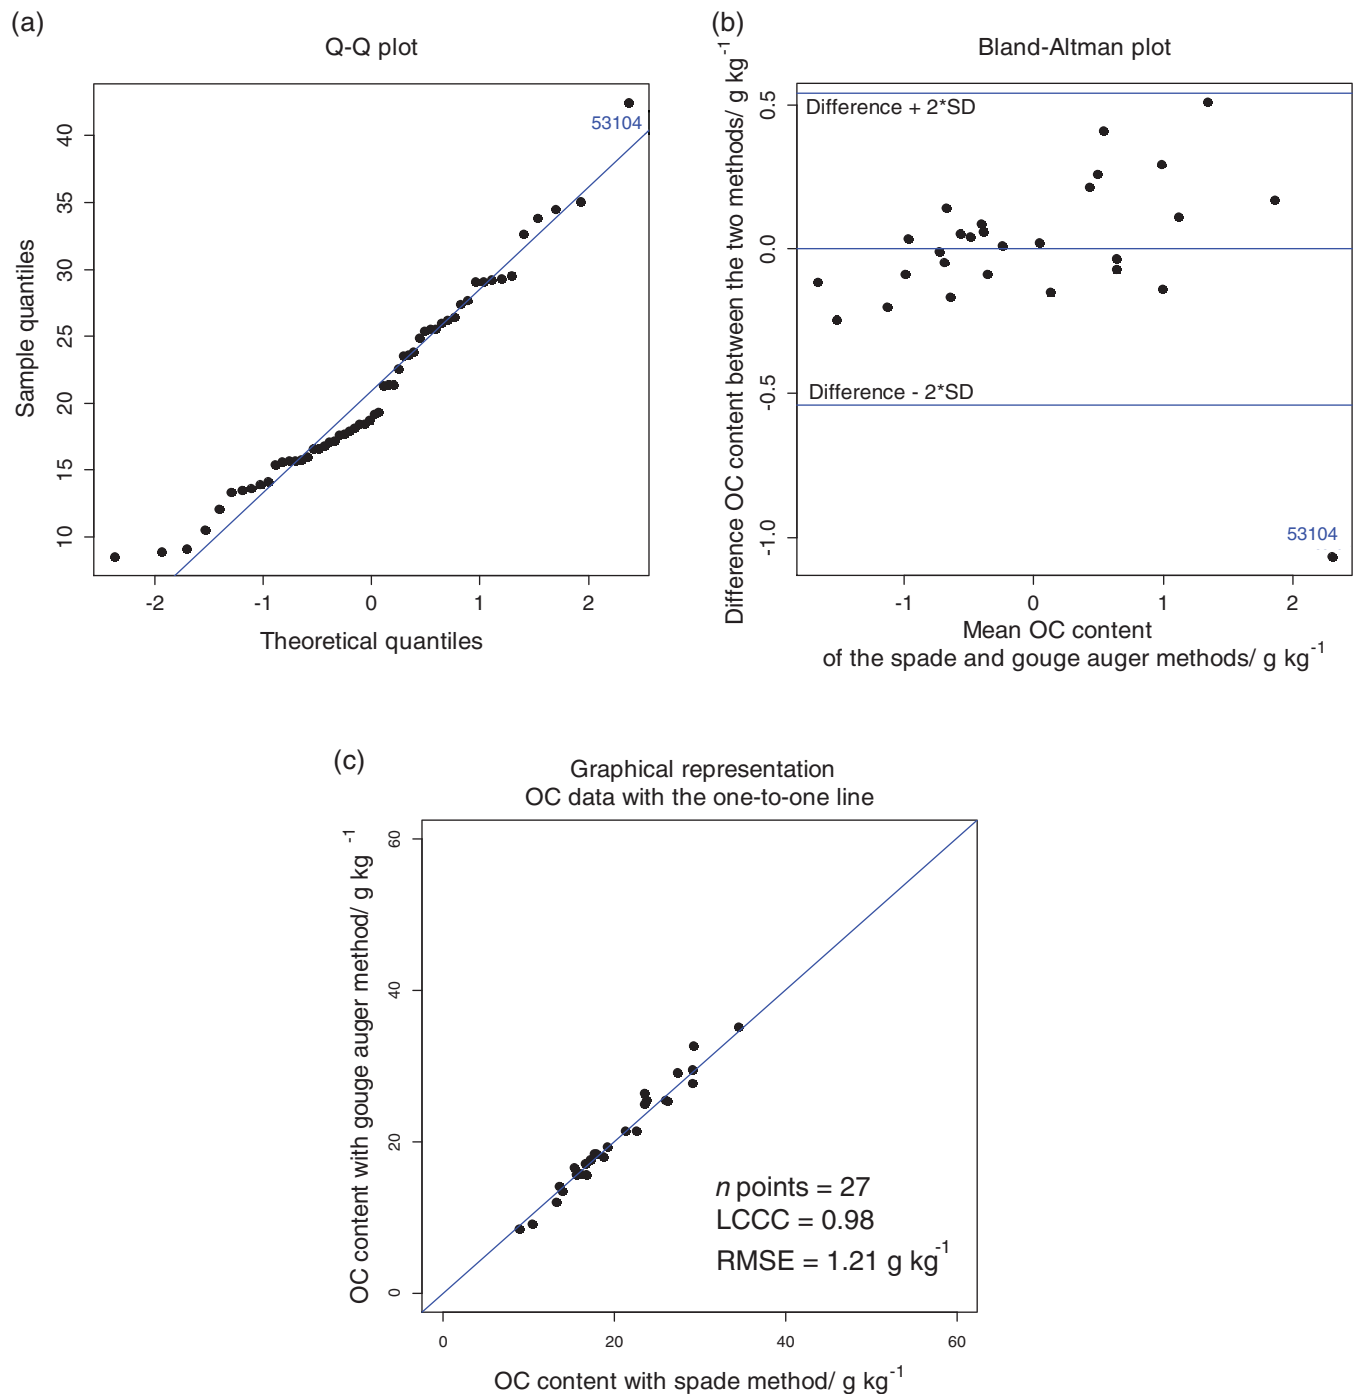 (a)
Q-Q plot
53104
40
35
30
25
20
15
10
Sample quantiles
-2
-1
0
1
2
Theoretical quantiles
(b)
Bland-Altman plot
Difference + 2*SD
Difference - 2*SD
53104
0.5
0.0
-0.5
-1.0
Difference OC content between the two methods/ g kg-1
-1
0
1
2
Mean OC content
of the spade and gouge auger methods/ g kg-1
(c)
Graphical representation
OC data with the one-to-one line
60
40
20
0
OC content with gouge auger method/ g kg -1
n points = 27
LCCC = 0.98
RMSE = 1.21 g kg-1
0
20
40
60
OC content with spade method/ g kg-1